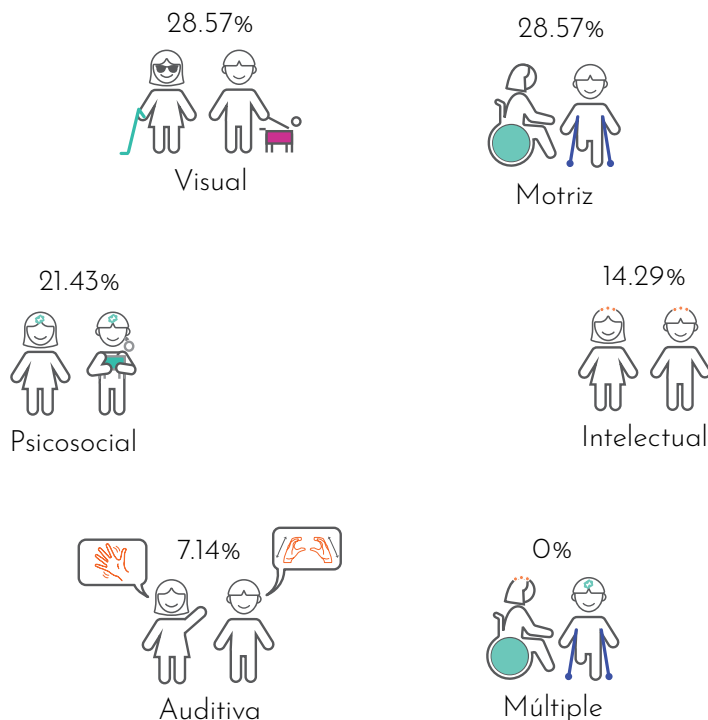 28.57%
Visual
28.57%
Motriz
21.43%
Psicosocial
14.29%
Intelectual
7.14%
Auditiva
0%
Múltiple